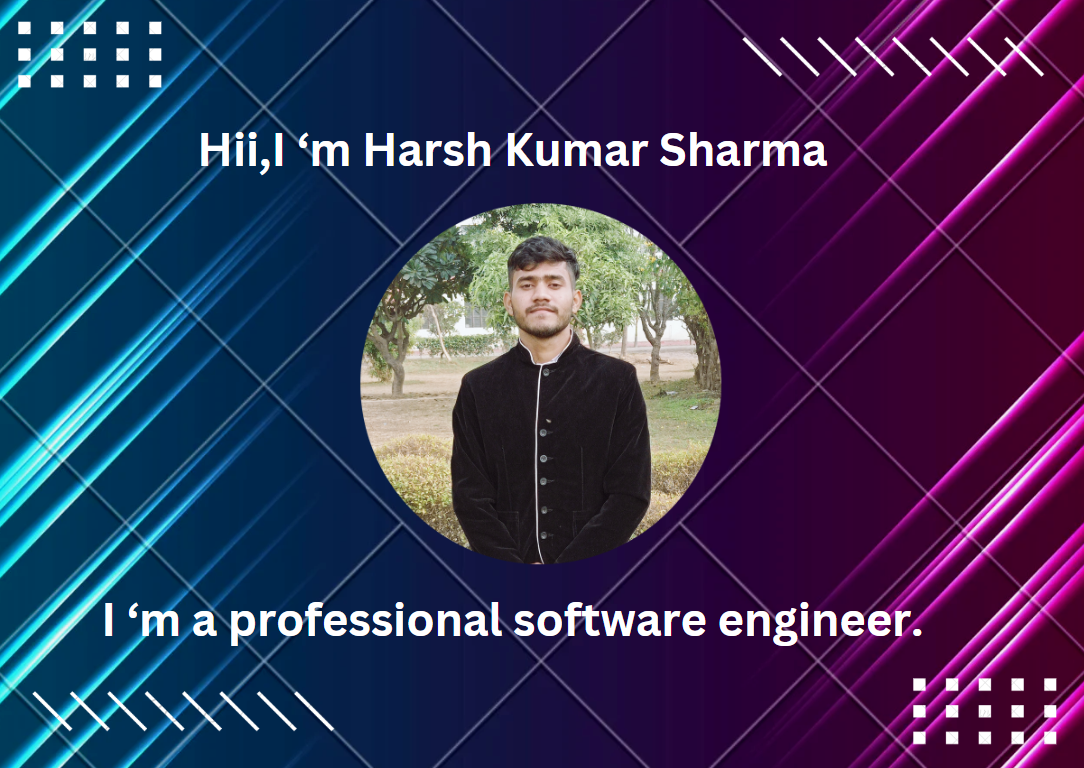 Hii,I ‘m Harsh Kumar Sharma
I ‘m a professional software engineer.